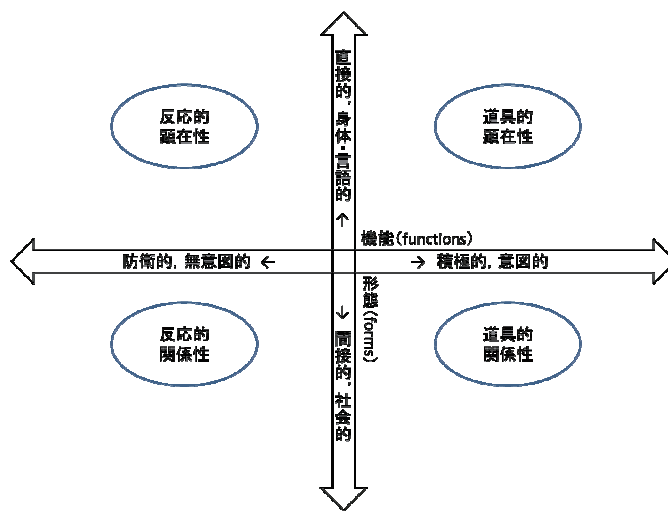 直接的，身体・言語的
↑
反応的
顕在性
道具的
顕在性
機能(functions)
防衛的，無意図的 ←
→ 積極的，意図的
形態(forms)
↓
間接的，社会的
反応的
関係性
道具的
関係性